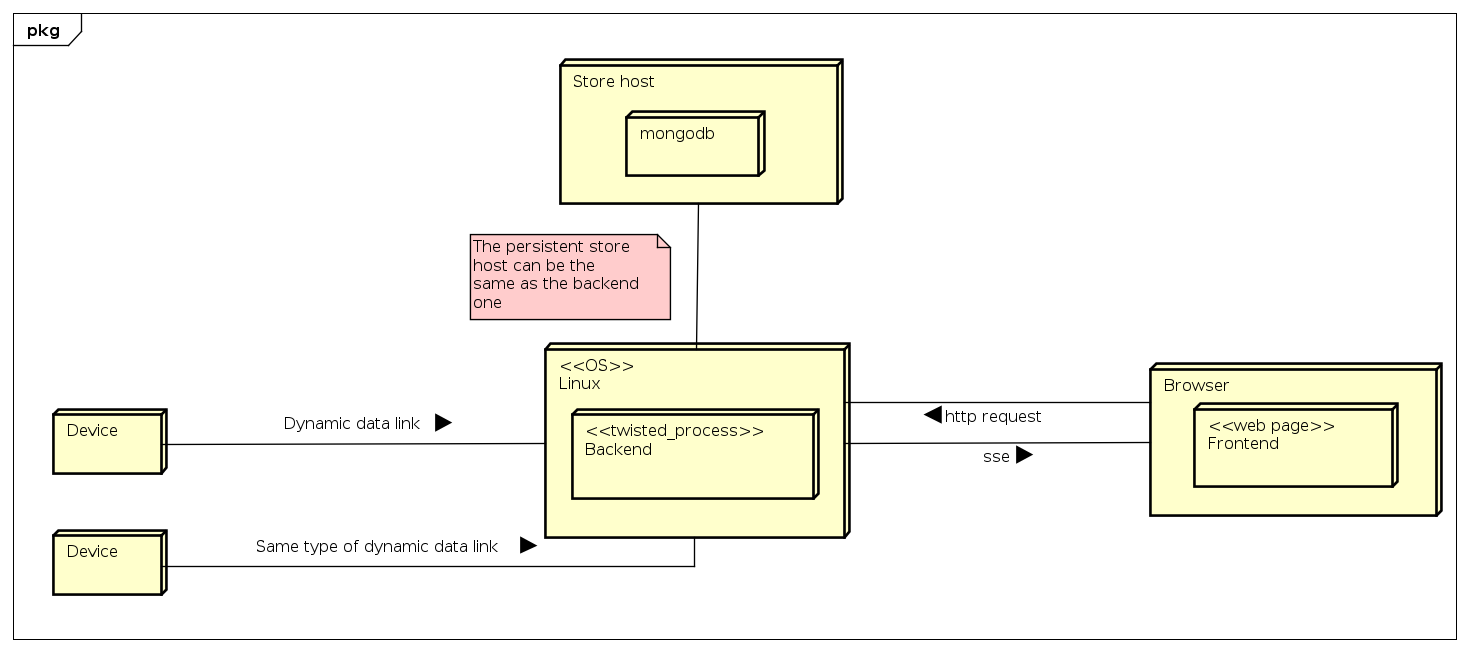 pkg
Store host
mongodb
The persistent store
host can be the
same as the backend
one
<<OS>>
Linux
<<twisted_process>>
Backend
Device
Dynamic data link
Device
Same type of dynamic data link
http request
sse
Browser
<<web page>>
Frontend